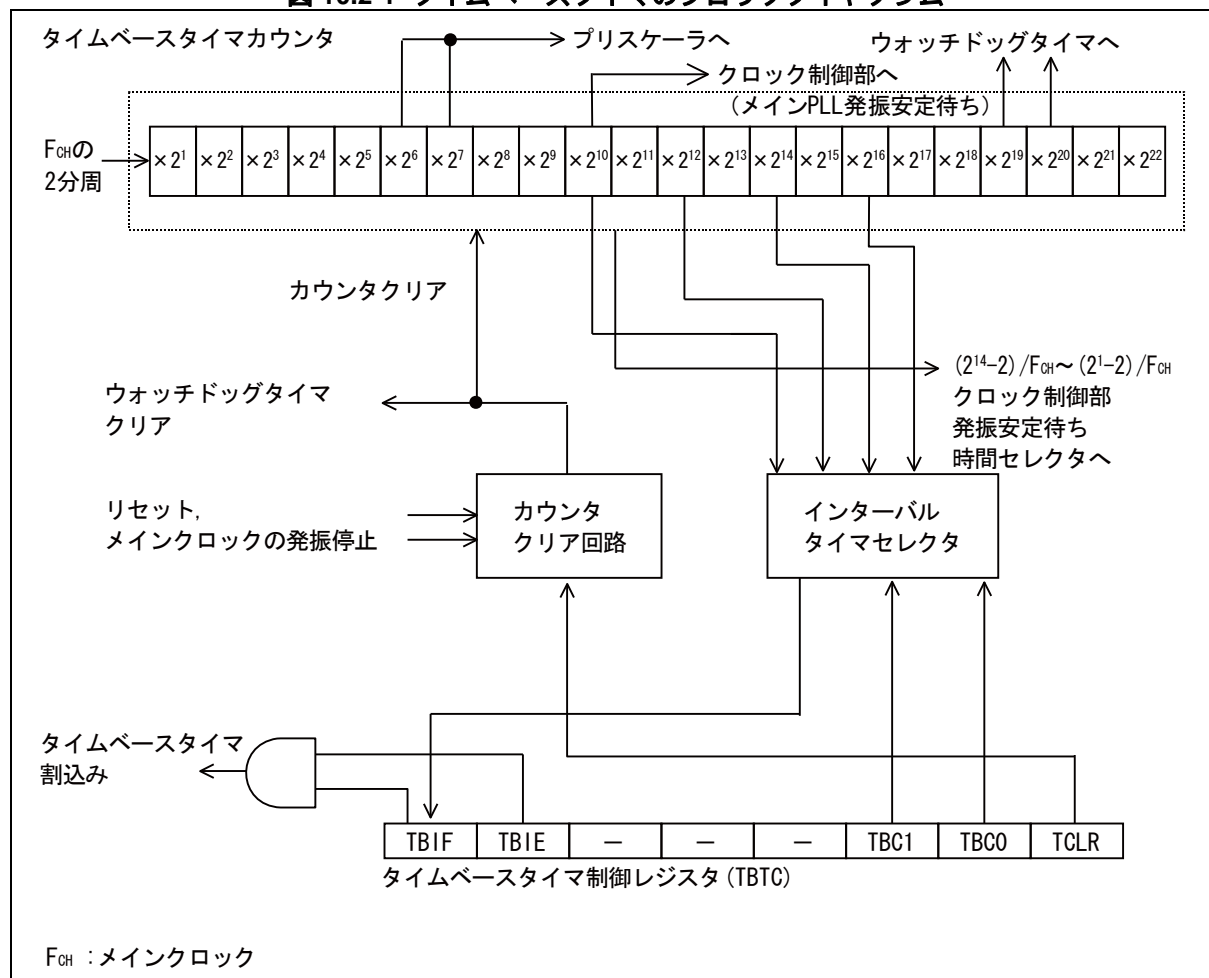 タイムベースタイマカウンタ
プリスケーラへ
ウォッチドッグタイマへ
クロック制御部へ
（メインPLL発振安定待ち）
FCHの
2分周
×2¹ ×2² ×2³ ×2⁴ ×2⁵ ×2⁶ ×2⁷ ×2⁸ ×2⁹ ×2¹⁰ ×2¹¹ ×2¹² ×2¹³ ×2¹⁴ ×2¹⁵ ×2¹⁶ ×2¹⁷ ×2¹⁸ ×2¹⁹ ×2²⁰ ×2²¹ ×2²²
カウンタクリア
(2¹⁴-2)/FCH～(2¹-2)/FCH
クロック制御部
発振安定待ち
時間セレクタへ
ウォッチドッグタイマ
クリア
リセット,
メインクロックの発振停止
カウンタ
クリア回路
インターバル
タイマセレクタ
タイムベースタイマ
割込み
TBIF TBIE － － － TBC1 TBC0 TCLR
タイムベースタイマ制御レジスタ(TBTC)
FCH ：メインクロック